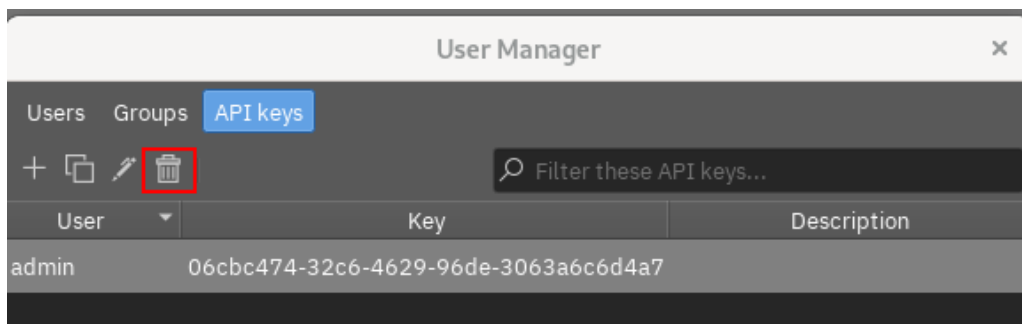 User Manager
Users Groups API keys
Filter these API keys...
User Key Description
admin 06cbc474-32c6-4629-96de-3063a6c6d4a7